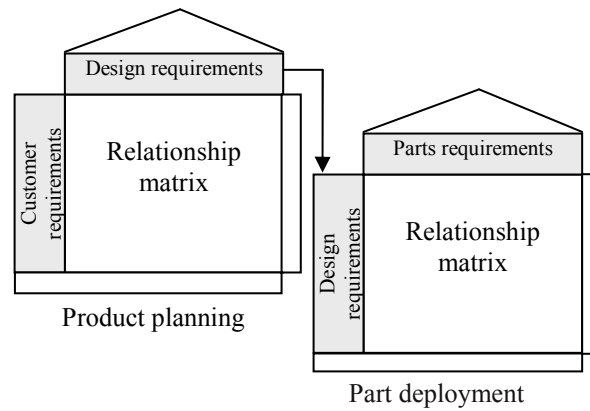 Design requirements
Customer
requirements
Relationship
matrix
Product planning
Parts requirements
Design
requirements
Relationship
matrix
Part deployment